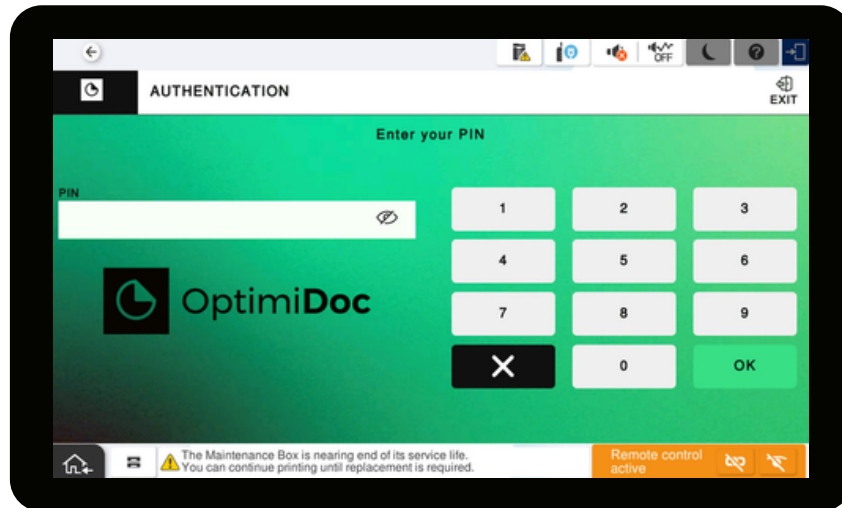 OFF
AUTHENTICATION
EXIT
Enter your PIN
PIN
1 2 3
4 5 6
OptimiDoc
7 8 9
0 OK
The Maintenance Box is nearing end of its service life.
You can continue printing until replacement is required.
Remote control
active